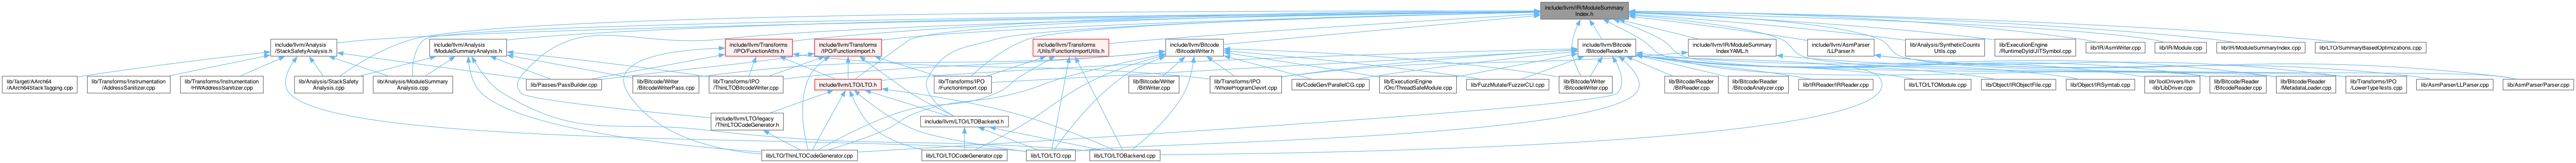 include/llvm/IR/ModuleSummary
Index.h
include/llvm/Analysis
/StackSafetyAnalysis.h
include/llvm/Analysis
/ModuleSummaryAnalysis.h
include/llvm/Transforms
/IPO/FunctionAttrs.h
include/llvm/Transforms
/IPO/FunctionImport.h
include/llvm/Transforms
/Utils/FunctionImportUtils.h
include/llvm/Bitcode
/BitcodeWriter.h
include/llvm/Bitcode
/BitcodeReader.h
include/llvm/IR/ModuleSummary
IndexYAML.h
include/llvm/AsmParser
/LLParser.h
lib/Analysis/SyntheticCounts
Utils.cpp
lib/ExecutionEngine
/RuntimeDyld/JITSymbol.cpp
lib/IR/AsmWriter.cpp
lib/IR/Module.cpp
lib/IR/ModuleSummaryIndex.cpp
lib/LTO/SummaryBasedOptimizations.cpp
lib/Target/AArch64
/AArch64StackTagging.cpp
lib/Transforms/Instrumentation
/AddressSanitizer.cpp
lib/Transforms/Instrumentation
/HWAddressSanitizer.cpp
lib/Analysis/StackSafety
Analysis.cpp
lib/Analysis/ModuleSummary
Analysis.cpp
lib/Passes/PassBuilder.cpp
lib/Bitcode/Writer
/BitcodeWriterPass.cpp
lib/Transforms/IPO
/ThinLTOBitcodeWriter.cpp
include/llvm/LTO/LTO.h
lib/Transforms/IPO
/FunctionImport.cpp
lib/Bitcode/Writer
/BitWriter.cpp
lib/Transforms/IPO
/WholeProgramDevirt.cpp
lib/CodeGen/ParallelCG.cpp
lib/ExecutionEngine
/Orc/ThreadSafeModule.cpp
lib/FuzzMutate/FuzzerCLI.cpp
lib/Bitcode/Writer
/BitcodeWriter.cpp
lib/Bitcode/Reader
/BitReader.cpp
lib/Bitcode/Reader
/BitcodeAnalyzer.cpp
lib/IRReader/IRReader.cpp
lib/LTO/LTOModule.cpp
lib/Object/IRObjectFile.cpp
lib/Object/IRSymtab.cpp
lib/ToolDrivers/llvm
-lib/LibDriver.cpp
lib/Bitcode/Reader
/BitcodeReader.cpp
lib/Bitcode/Reader
/MetadataLoader.cpp
lib/Transforms/IPO
/LowerTypeTests.cpp
lib/AsmParser/LLParser.cpp
lib/AsmParser/Parser.cpp
include/llvm/LTO/legacy
/ThinLTOCodeGenerator.h
include/llvm/LTO/LTOBackend.h
lib/LTO/ThinLTOCodeGenerator.cpp
lib/LTO/LTOCodeGenerator.cpp
lib/LTO/LTO.cpp
lib/LTO/LTOBackend.cpp